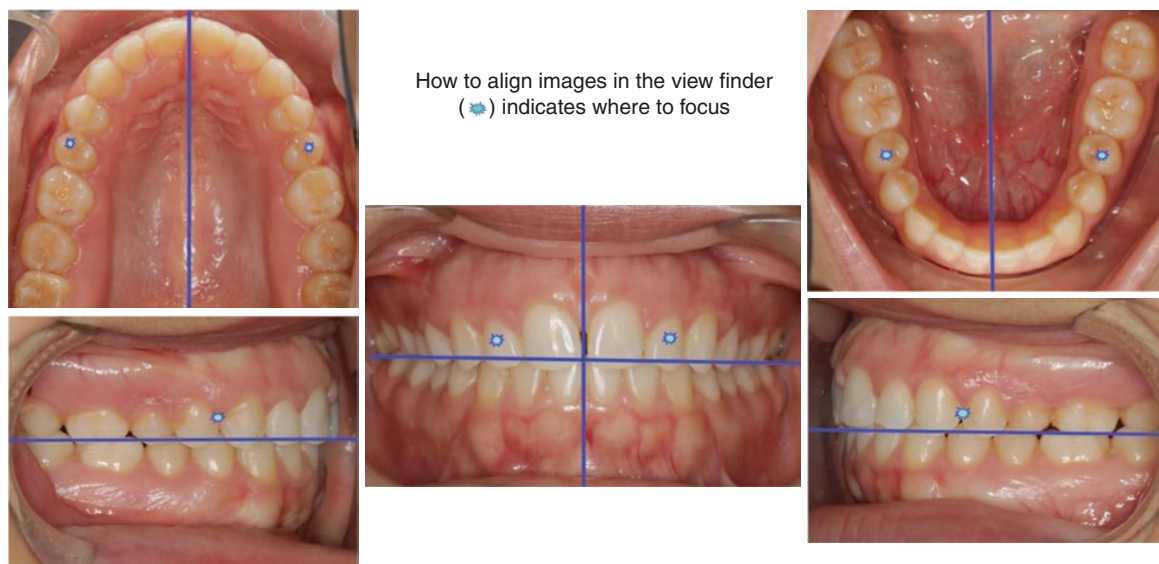 How to align images in the view finder
( ) indicates where to focus